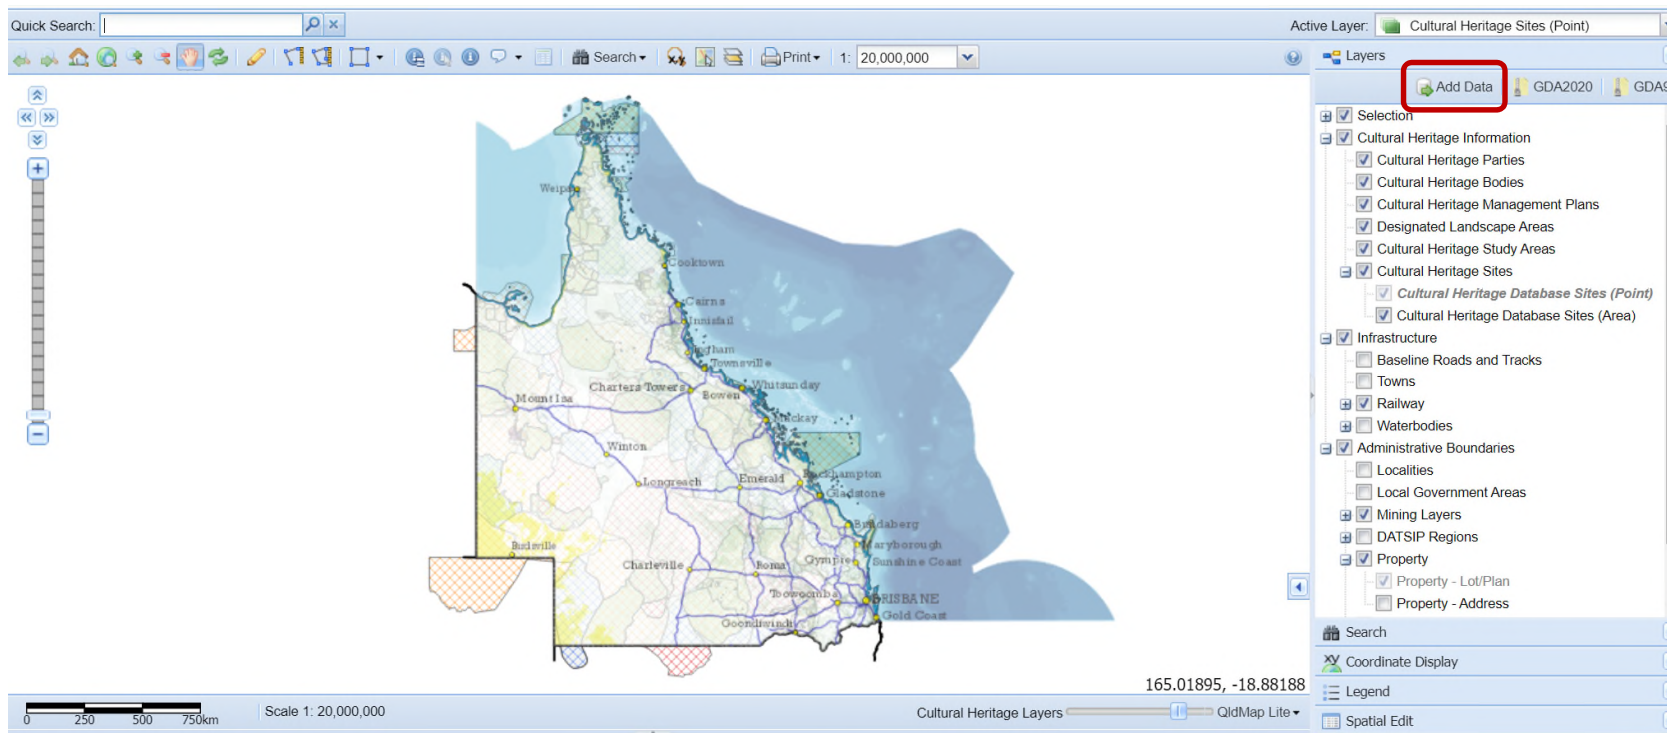 Quick Search:
Active Layer: Cultural Heritage Sites (Point)
Search Print 1: 20,000,000
Layers
Add Data GDA2020 GDA9
Selection
Cultural Heritage Information
Cultural Heritage Parties
Cultural Heritage Bodies
Cultural Heritage Management Plans
Designated Landscape Areas
Cultural Heritage Study Areas
Cultural Heritage Sites
Cultural Heritage Database Sites (Point)
Cultural Heritage Database Sites (Area)
Infrastructure
Baseline Roads and Tracks
Towns
Railway
Waterbodies
Administrative Boundaries
Localities
Local Government Areas
Mining Layers
DATSIP Regions
Property
Property - Lot/Plan
Property - Address
Search
XY Coordinate Display
Legend
Spatial Edit
Weipa
Cooktown
Cairns
Innisfail
Ingham
Townsville
Charters Towers
Whitsunday
Bowen
Mount Isa
Mackay
Winton
Longreach
Emerald
Rockhampton
Gladstone
Bundaberg
Birdsville
Maryborough
Charleville
Roma
Gympie
Sunshine Coast
Toowoomba
BRISBANE
Gold Coast
Goondiwindi
165.01895, -18.88188
0 250 500 750km
Scale 1: 20,000,000
Cultural Heritage Layers QldMap Lite